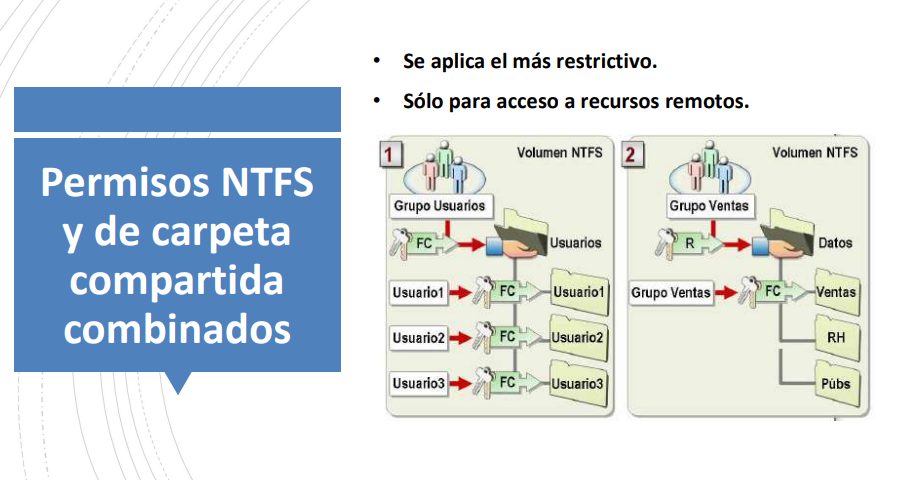 Permisos NTFS
y de carpeta
compartida
combinados
• Se aplica el más restrictivo.
• Sólo para acceso a recursos remotos.
1 Volumen NTFS
Grupo Usuarios
FC Usuarios
Usuario1 FC Usuario1
Usuario2 FC Usuario2
Usuario3 FC Usuario3
2 Volumen NTFS
Grupo Ventas
R Datos
Grupo Ventas FC Ventas
RH
Púbs